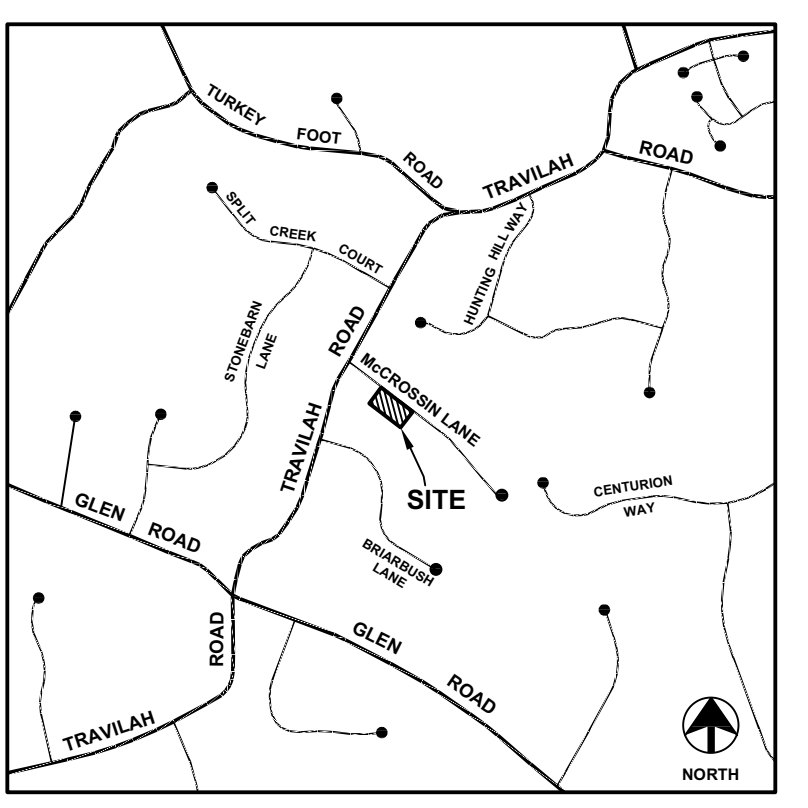 TURKEY FOOT ROAD
TRAVILAH ROAD
SPLIT CREEK COURT
HUNTING HILL WAY
STONEBARN
LANE
TRAVILAH ROAD
McCROSSIN LANE
SITE
CENTURION
WAY
GLEN ROAD
BRIARBUSH
LANE
GLEN ROAD
TRAVILAH ROAD
NORTH